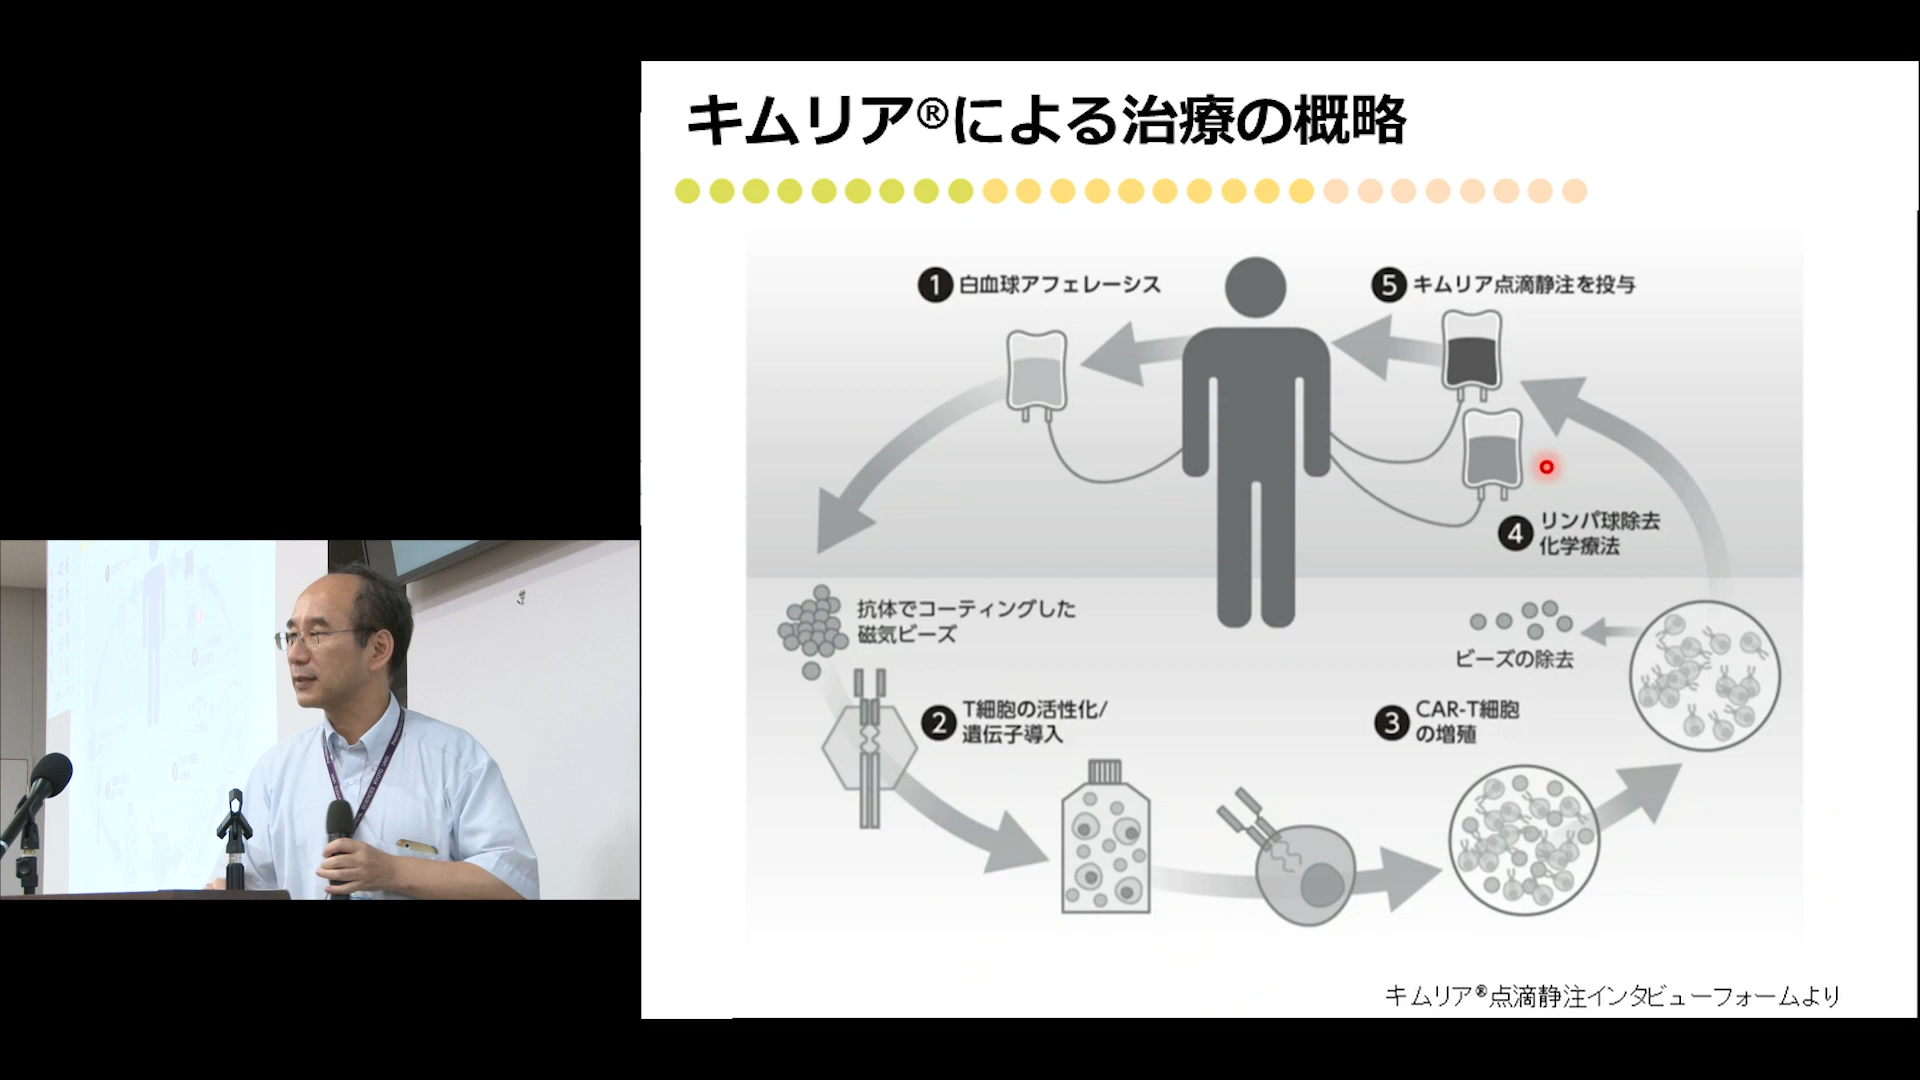 キムリア®による治療の概略
1 白血球アフェレーシス
5 キムリア点滴静注を投与
4 リンパ球除去
化学療法
抗体でコーティングした
磁気ビーズ
ビーズの除去
2 T細胞の活性化/
遺伝子導入
3 CAR-T細胞
の増殖
キムリア®点滴静注インタビューフォームより